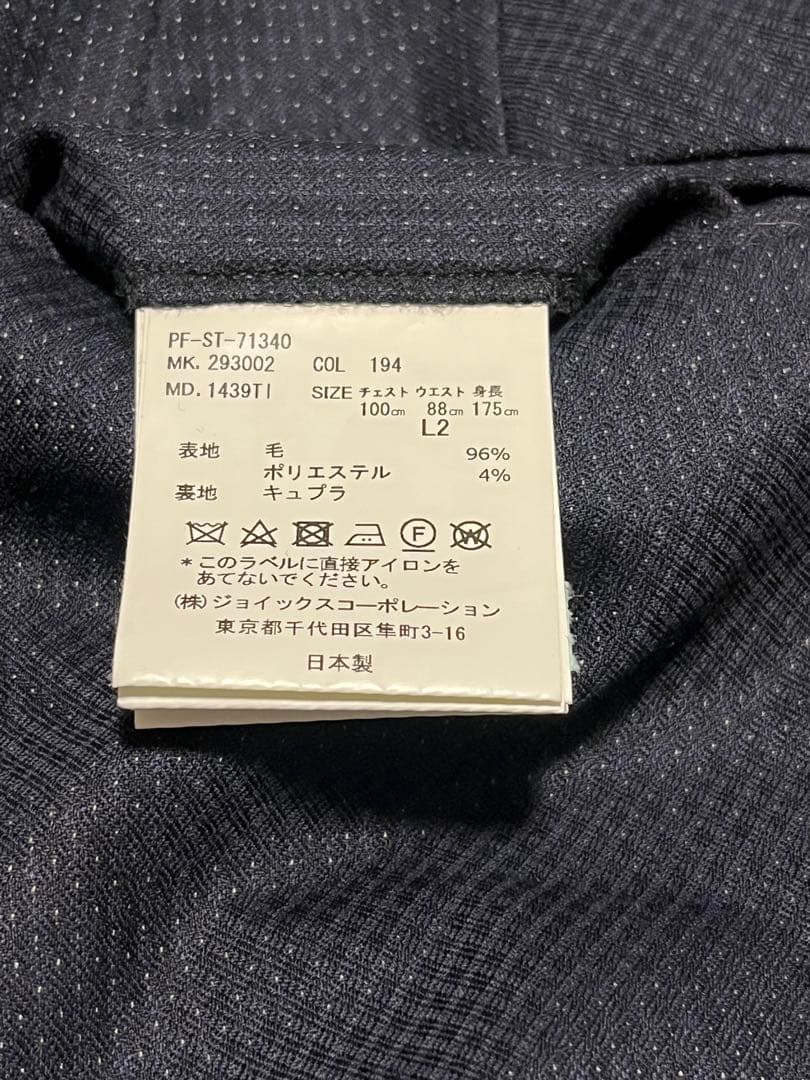 PF-ST-71340
MK. 293002 COL 194
MD. 1439TI SIZE チェスト ウエスト 身長
100㎝ 88㎝ 175㎝
L2
表地 毛 96%
ポリエステル 4%
裏地 キュプラ
F W
*このラベルに直接アイロンを
あてないでください。
(株)ジョイックスコーポレーション
東京都千代田区隼町3-16
日本製